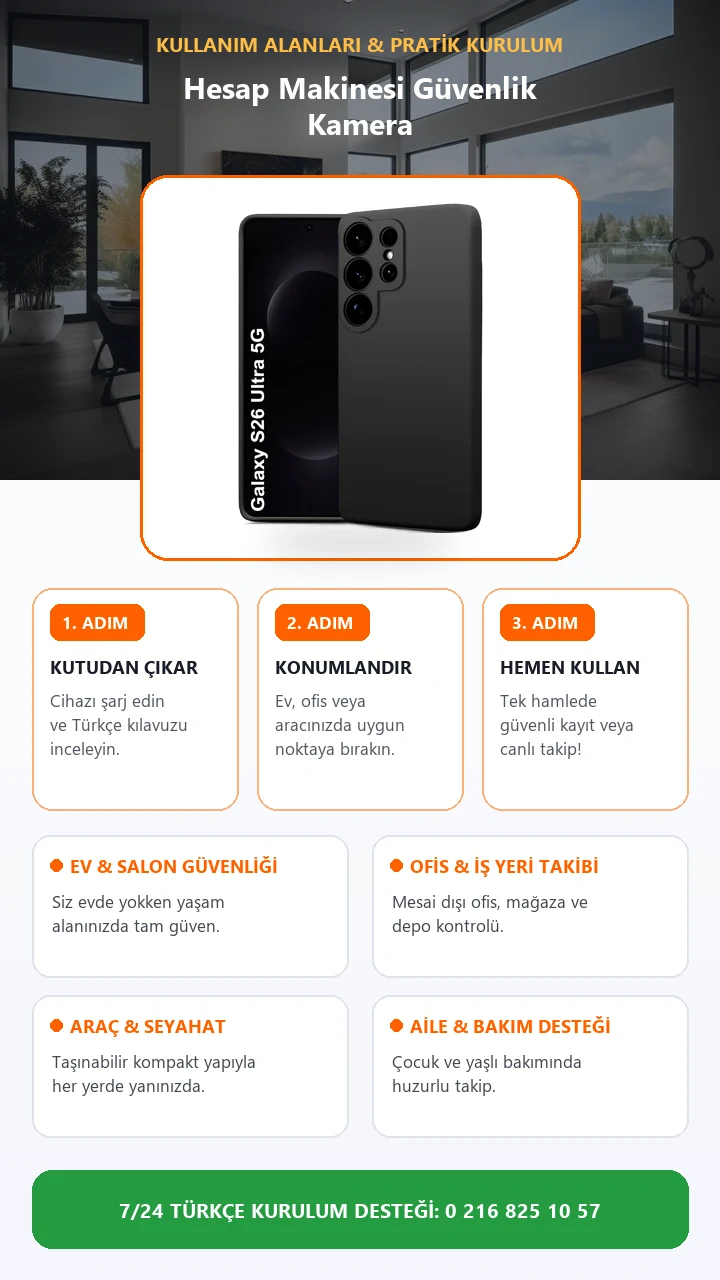 KULLANIM ALANLARI & PRATİK KURULUM
Hesap Makinesi Güvenlik
Kamera
Galaxy S26 Ultra 5G
1. ADIM
KUTUDAN ÇIKAR
Cihazı şarj edin
ve Türkçe kılavuzu
inceleyin.
2. ADIM
KONUMLANDIR
Ev, ofis veya
aracınızda uygun
noktaya bırakın.
3. ADIM
HEMEN KULLAN
Tek hamlede
güvenli kayıt veya
canlı takip!
EV & SALON GÜVENLİĞİ
Siz evde yokken yaşam
alanınızda tam güven.
OFİS & İŞ YERİ TAKİBİ
Mesai dışı ofis, mağaza ve
depo kontrolü.
ARAÇ & SEYAHAT
Taşınabilir kompakt yapıyla
her yerde yanınızda.
AİLE & BAKIM DESTEĞİ
Çocuk ve yaşlı bakımında
huzurlu takip.
7/24 TÜRKÇE KURULUM DESTEĞİ: 0 216 825 10 57